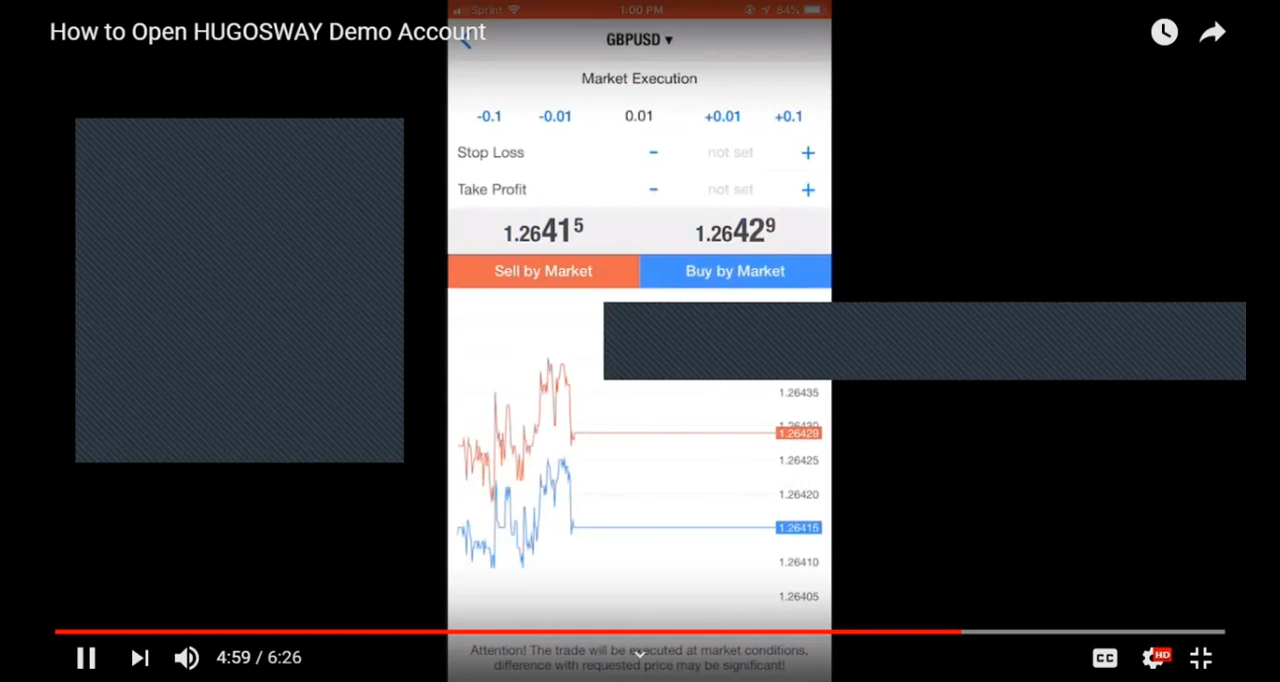 Sprint 1:00 PM 84%
How to Open HUGOSWAY Demo Account
GBPUSD ▾
Market Execution
-0.1 -0.01 0.01 +0.01 +0.1
Stop Loss - not set +
Take Profit - not set +
1.26415 1.26429
Sell by Market Buy by Market
1.26435
1.26430
1.26429
1.26425
1.26420
1.26415
1.26410
1.26405
Attention! The trade will be executed at market conditions,
difference with requested price may be significant!
4:59 / 6:26 CC HD